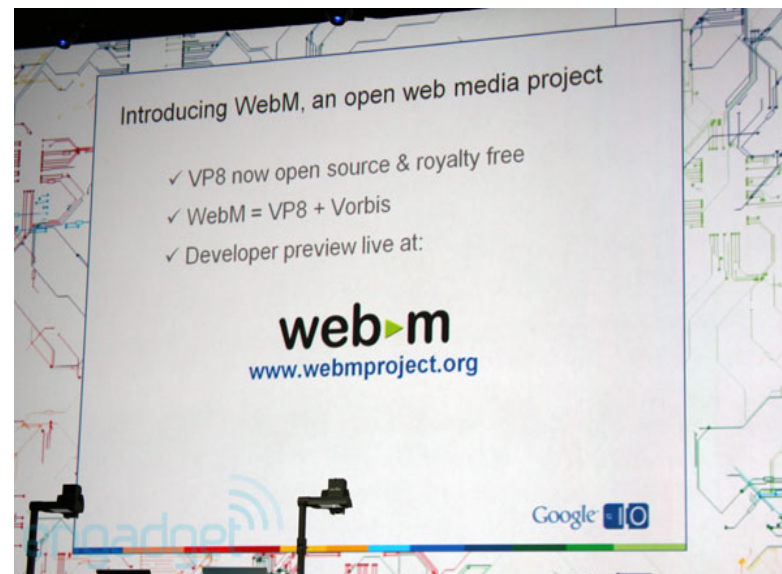 Introducing WebM, an open web media project
✓ VP8 now open source & royalty free
✓ WebM = VP8 + Vorbis
✓ Developer preview live at:
web m
www.webmproject.org
Google IO
engadget